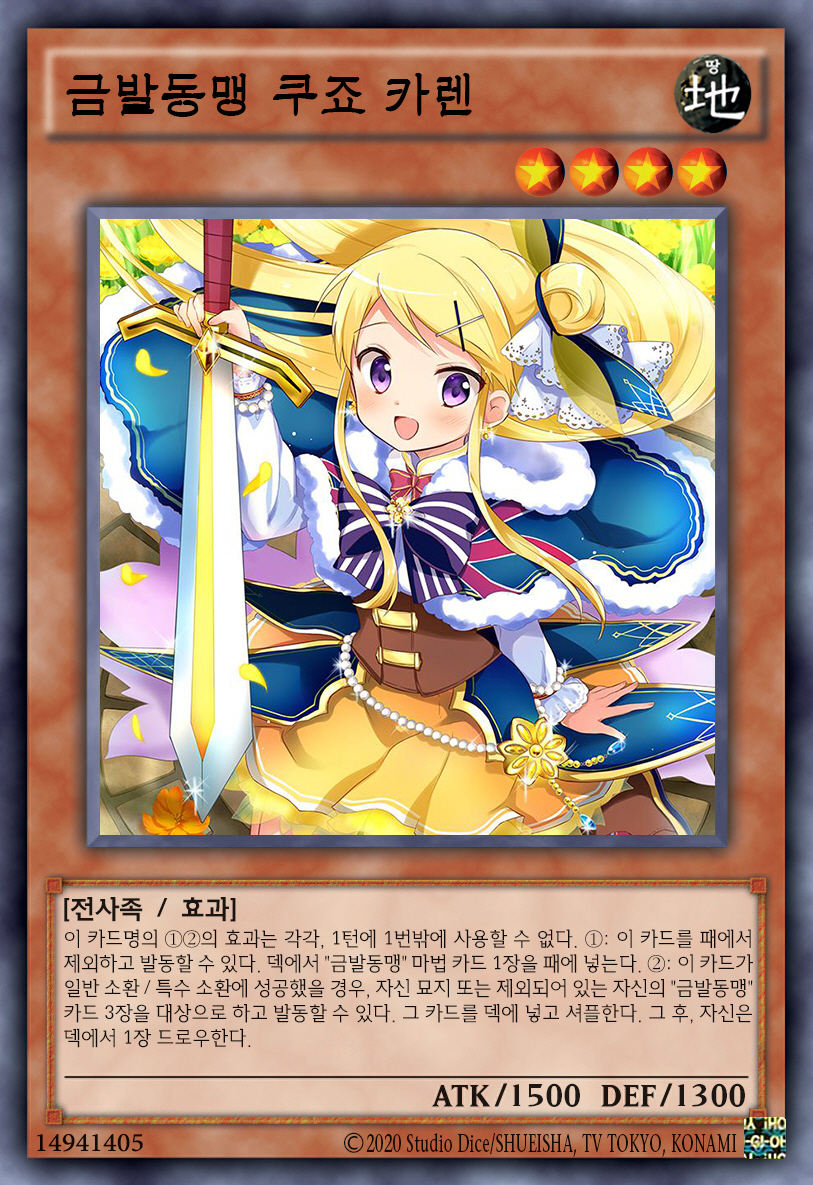 금발동맹 쿠죠 카렌
땅
地
[전사족 / 효과]
이 카드명의 ①②의 효과는 각각, 1턴에 1번밖에 사용할 수 없다. ①: 이 카드를 패에서
제외하고 발동할 수 있다. 덱에서 "금발동맹" 마법 카드 1장을 패에 넣는다. ②: 이 카드가
일반 소환 / 특수 소환에 성공했을 경우, 자신 묘지 또는 제외되어 있는 자신의 "금발동맹"
카드 3장을 대상으로 하고 발동할 수 있다. 그 카드를 덱에 넣고 셔플한다. 그 후, 자신은
덱에서 1장 드로우한다.
ATK/1500 DEF/1300
14941405 ©2020 Studio Dice/SHUEISHA, TV TOKYO, KONAMI